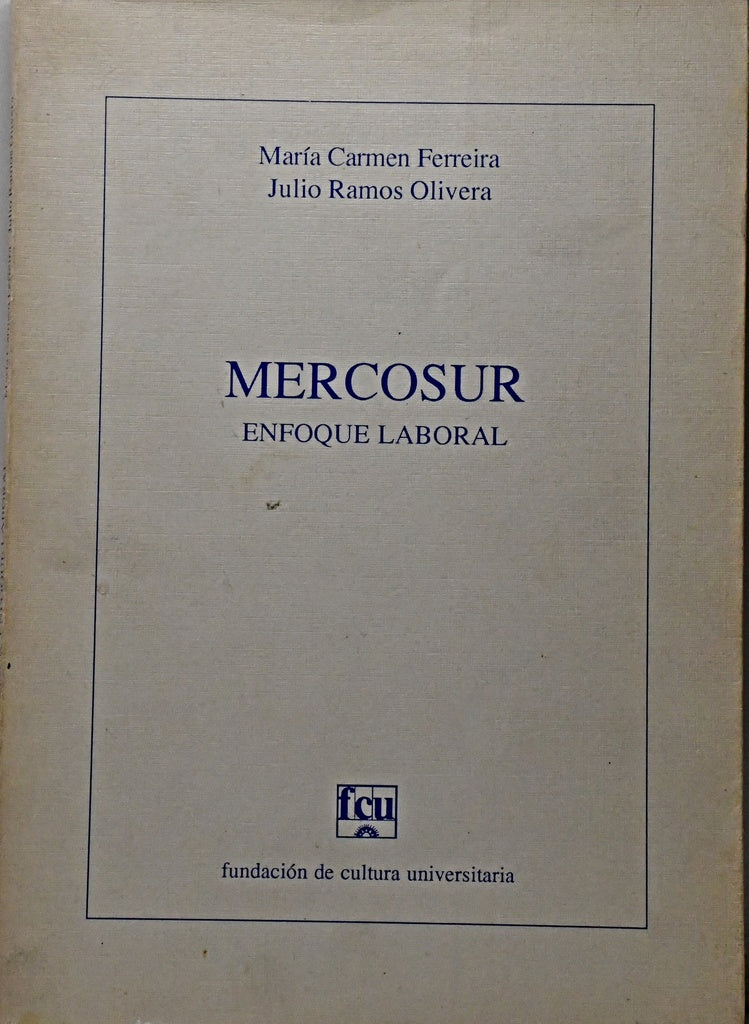 María Carmen Ferreira
Julio Ramos Olivera
MERCOSUR
ENFOQUE LABORAL
fcu
fundación de cultura universitaria